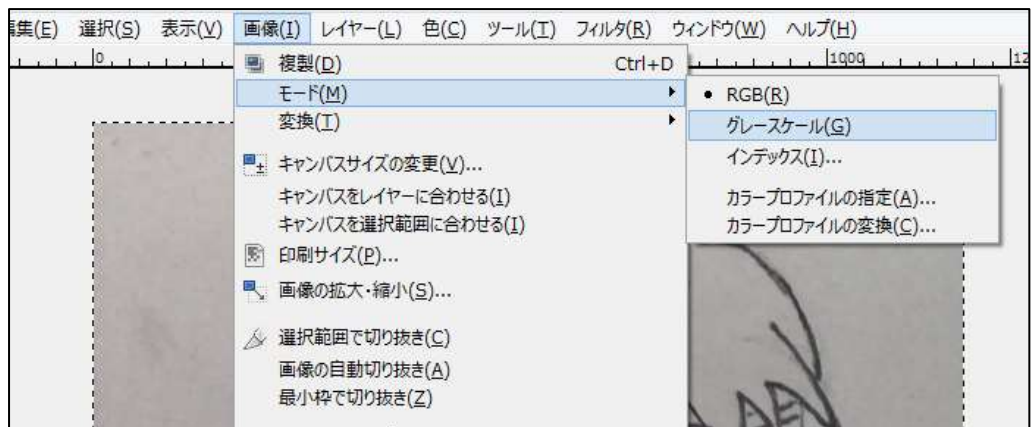 編集(E) 選択(S) 表示(V) 画像(I) レイヤー(L) 色(C) ツール(T) フィルタ(R) ウィンドウ(W) ヘルプ(H)
0 1000
複製(D) Ctrl+D
モード(M)
変換(T)
キャンバスサイズの変更(V)...
キャンバスをレイヤーに合わせる(I)
キャンバスを選択範囲に合わせる(I)
印刷サイズ(P)...
画像の拡大・縮小(S)...
選択範囲で切り抜き(C)
画像の自動切り抜き(A)
最小枠で切り抜き(Z)
RGB(R)
グレースケール(G)
インデックス(I)...
カラープロファイルの指定(A)...
カラープロファイルの変換(C)...